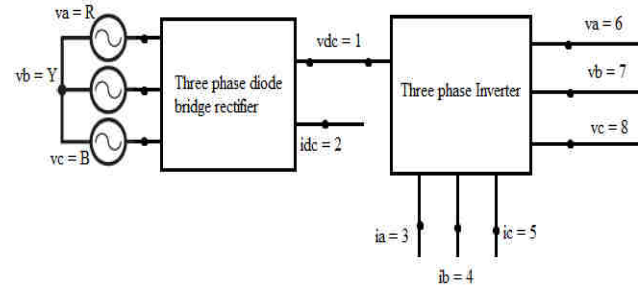 va = R
vb = Y
vc = B
Three phase diode
bridge rectifier
vdc = 1
idc = 2
Three phase Inverter
va = 6
vb = 7
vc = 8
ia = 3
ib = 4
ic = 5